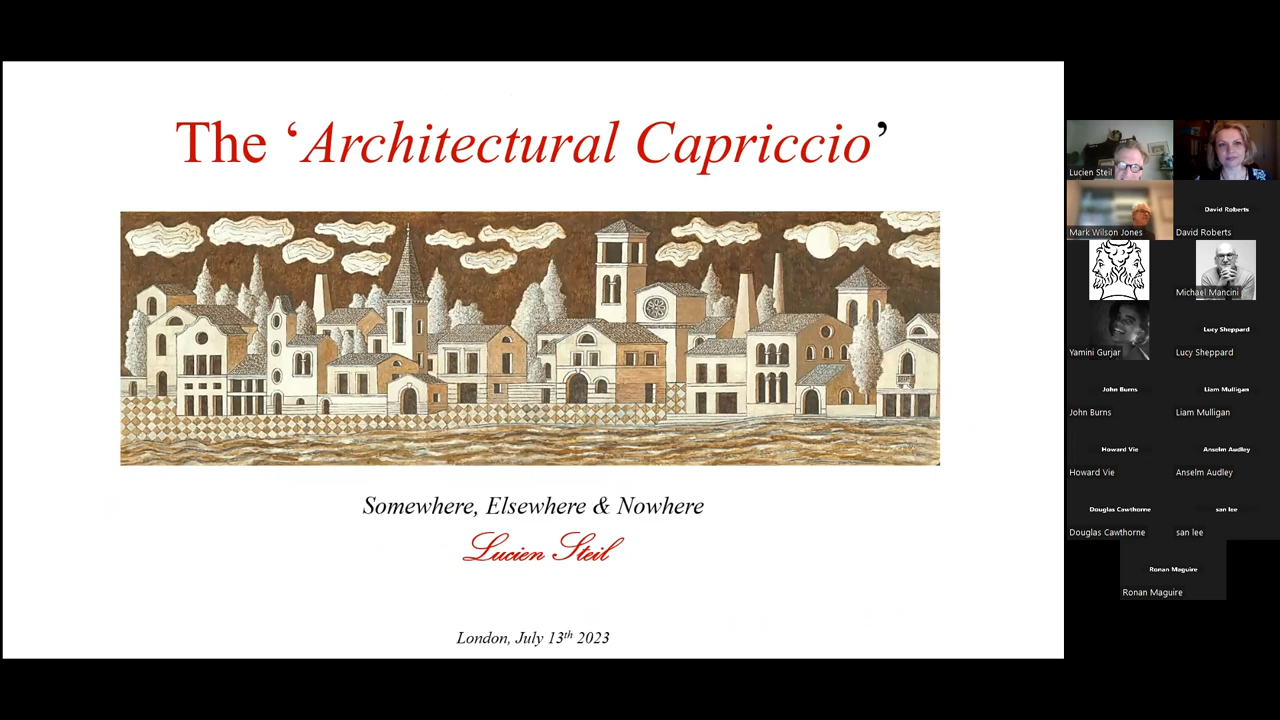 The ‘Architectural Capriccio’
Somewhere, Elsewhere & Nowhere
Lucien Steil
London, July 13th 2023
Lucien Steil
Mark Wilson Jones
David Roberts
David Roberts
Michael Mancini
Yamini Gurjar
Lucy Sheppard
Lucy Sheppard
John Burns
John Burns
Liam Mulligan
Liam Mulligan
Howard Vie
Howard Vie
Anselm Audley
Anselm Audley
Douglas Cawthorne
Douglas Cawthorne
san lee
san lee
Ronan Maguire
Ronan Maguire